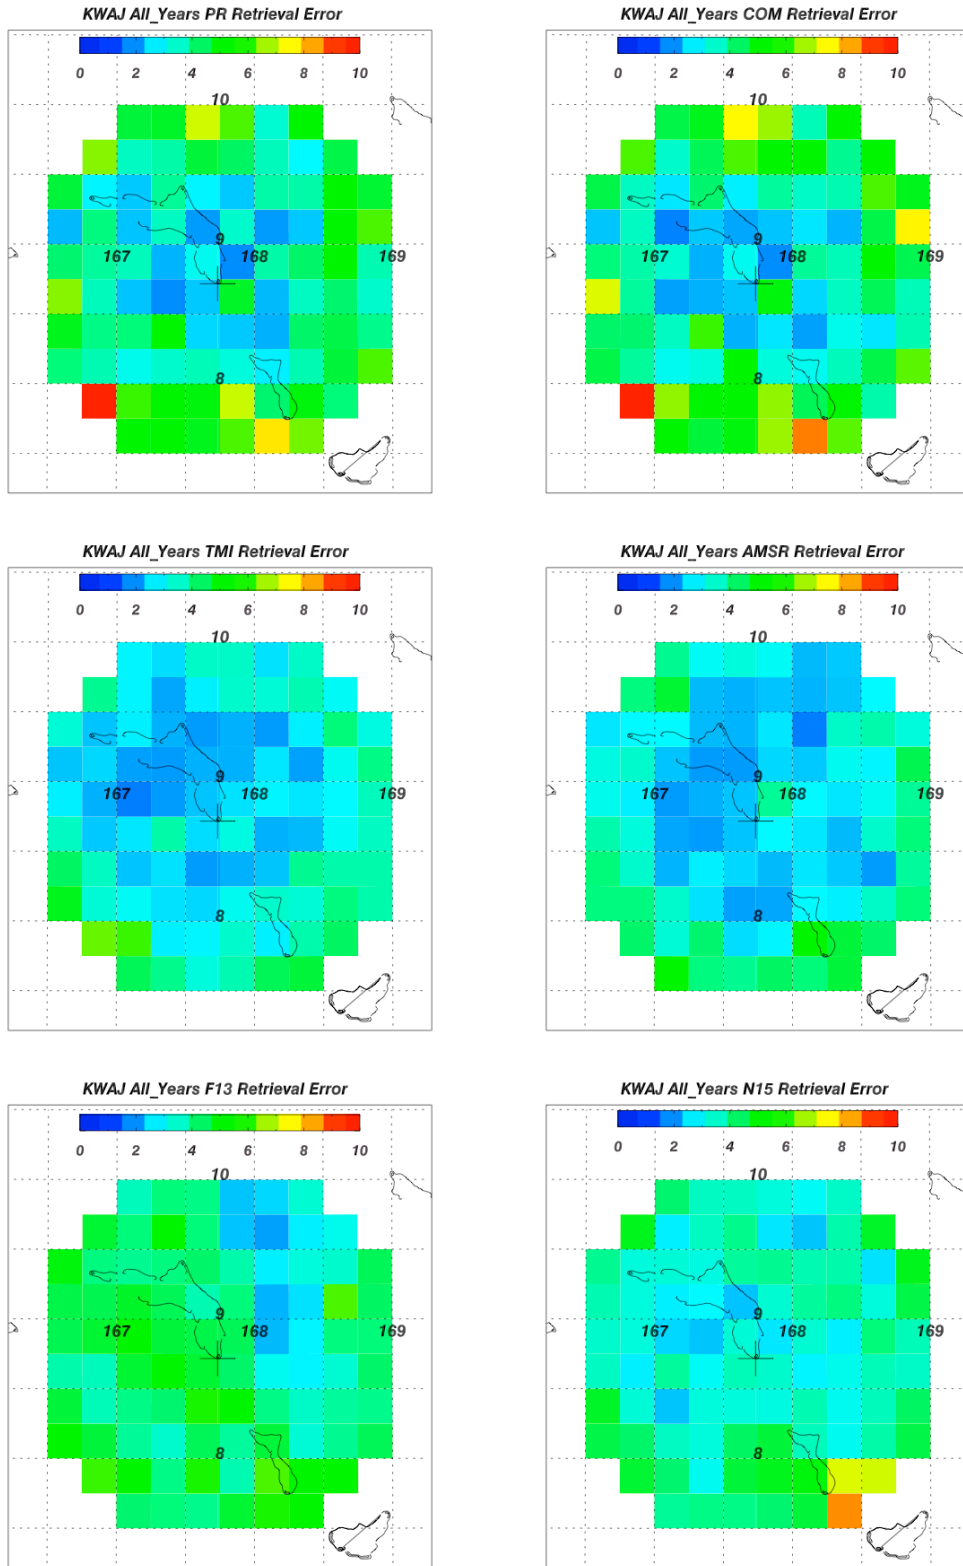 KWAJ All_Years PR Retrieval Error
0 2 4 6 8 10
10
9
167 168 169
8
KWAJ All_Years COM Retrieval Error
0 2 4 6 8 10
10
9
167 168 169
8
KWAJ All_Years TMI Retrieval Error
0 2 4 6 8 10
10
9
167 168 169
8
KWAJ All_Years AMSR Retrieval Error
0 2 4 6 8 10
10
9
167 168 169
8
KWAJ All_Years F13 Retrieval Error
0 2 4 6 8 10
10
9
167 168 169
8
KWAJ All_Years N15 Retrieval Error
0 2 4 6 8 10
10
9
167 168 169
8